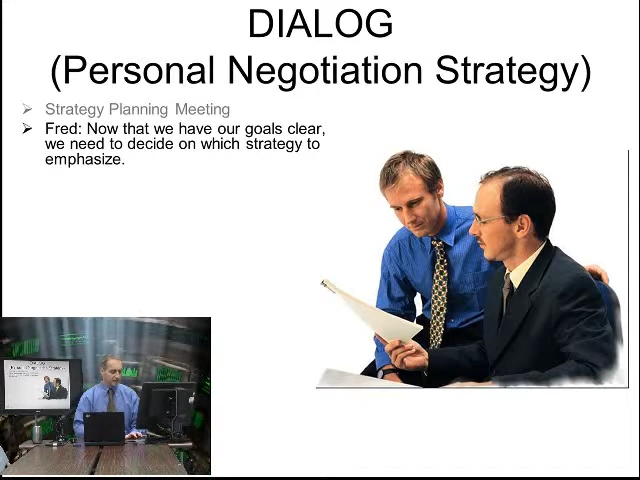 DIALOG
(Personal Negotiation Strategy)
Strategy Planning Meeting
Fred: Now that we have our goals clear,
we need to decide on which strategy to
emphasize.
DIALOG